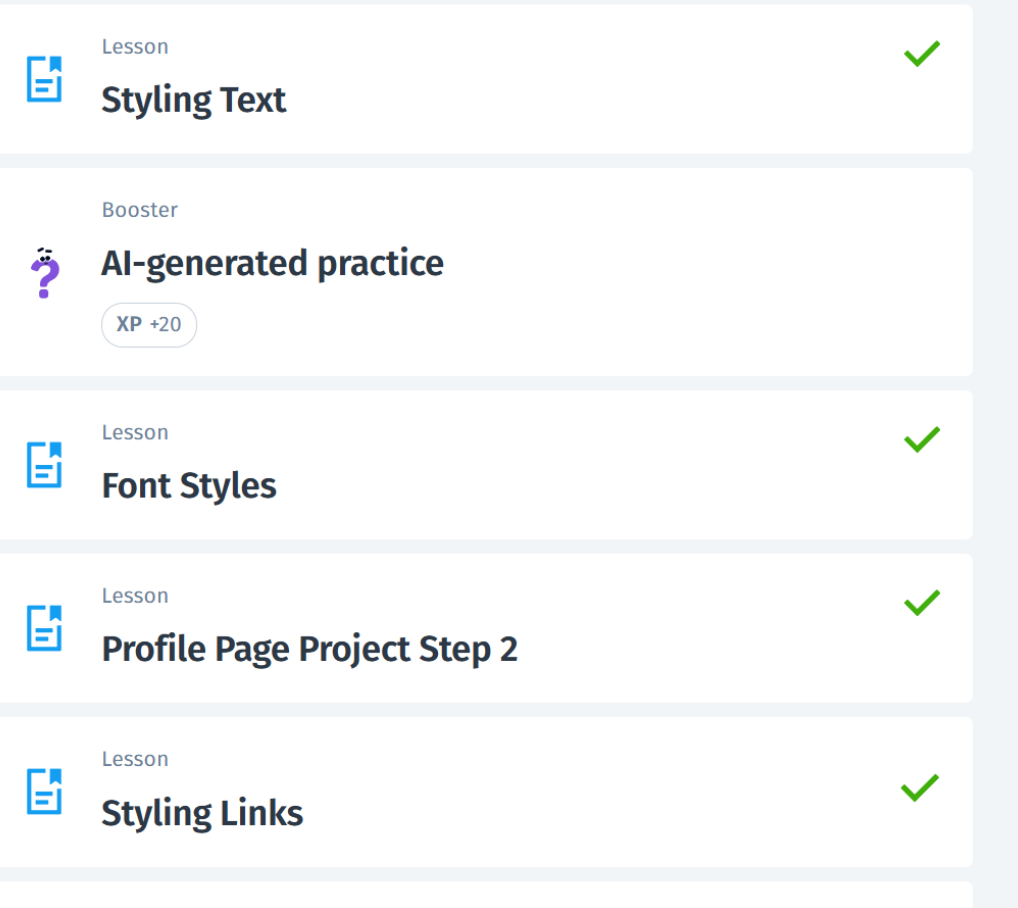 Lesson
Styling Text
Booster
AI-generated practice
XP +20
Lesson
Font Styles
Lesson
Profile Page Project Step 2
Lesson
Styling Links